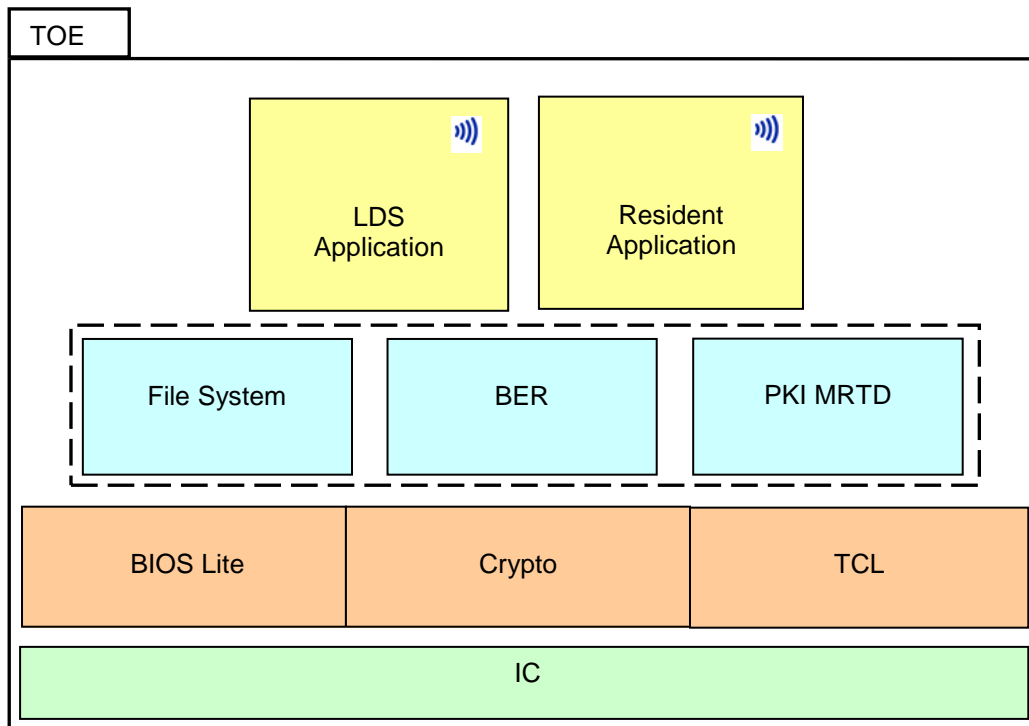 TOE
LDS
Application
Resident
Application
File System
BER
PKI MRTD
BIOS Lite
Crypto
TCL
IC